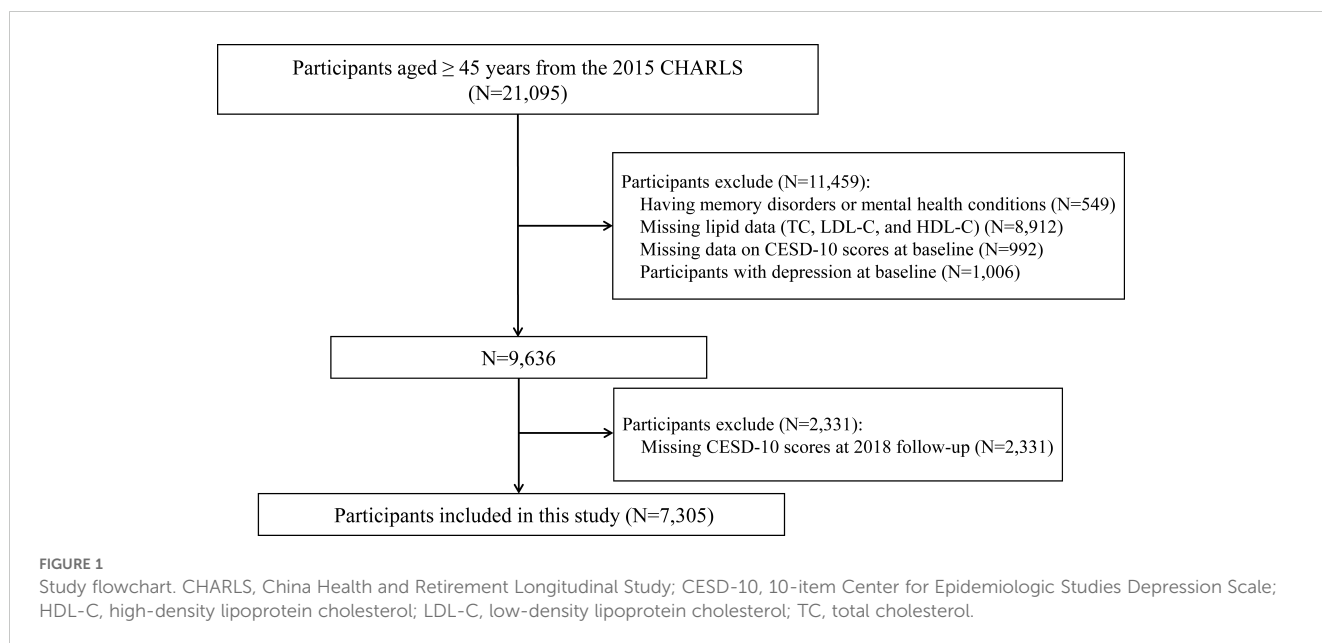 Participants aged ≥ 45 years from the 2015 CHARLS
(N=21,095)
Participants exclude (N=11,459):
Having memory disorders or mental health conditions (N=549)
Missing lipid data (TC, LDL-C, and HDL-C) (N=8,912)
Missing data on CESD-10 scores at baseline (N=992)
Participants with depression at baseline (N=1,006)
N=9,636
Participants exclude (N=2,331):
Missing CESD-10 scores at 2018 follow-up (N=2,331)
Participants included in this study (N=7,305)
FIGURE 1
Study flowchart. CHARLS, China Health and Retirement Longitudinal Study; CESD-10, 10-item Center for Epidemiologic Studies Depression Scale;
HDL-C, high-density lipoprotein cholesterol; LDL-C, low-density lipoprotein cholesterol; TC, total cholesterol.